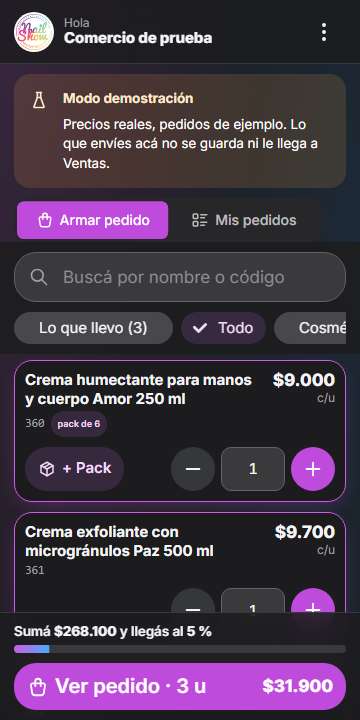 Nail
Show
Hola
Comercio de prueba
Modo demostración
Precios reales, pedidos de ejemplo. Lo
que envíes acá no se guarda ni le llega a
Ventas.
Armar pedido
Mis pedidos
Buscá por nombre o código
Lo que llevo (3)
Todo
Cosmé
Crema humectante para manos
y cuerpo Amor 250 ml
$9.000
c/u
360
pack de 6
+ Pack
1
Crema exfoliante con
microgránulos Paz 500 ml
$9.700
c/u
361
1
Sumá $268.100 y llegás al 5 %
Ver pedido · 3 u
$31.900